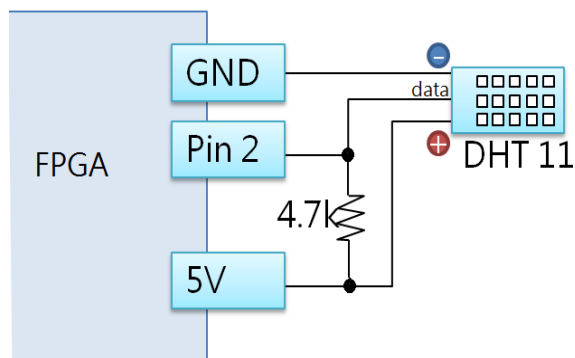 GND
data
Pin 2
FPGA
DHT 11
4.7k
5V